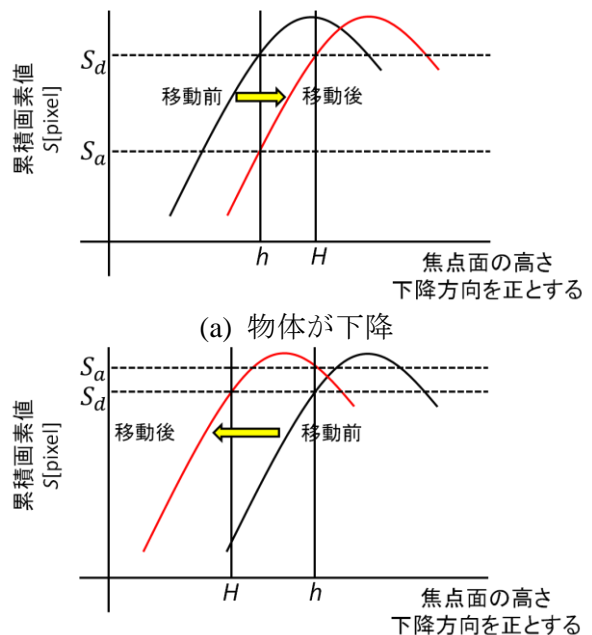 累積画素値
S[pixel]
S_d
移動前
移動後
S_a
h
H
焦点面の高さ
下降方向を正とする
(a) 物体が下降
累積画素値
S[pixel]
S_a
S_d
移動後
移動前
H
h
焦点面の高さ
下降方向を正とする